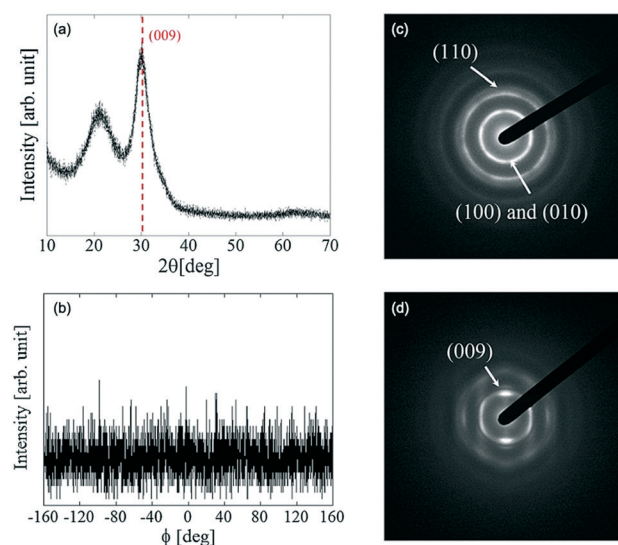 (a)
(009)
Intensity [arb. unit]
10
20
30
40
50
60
70
2θ[deg]
(b)
Intensity [arb. unit]
-160
-120
-80
-40
0
40
80
120
160
ϕ [deg]
(c)
(110)
(100) and (010)
(d)
(009)